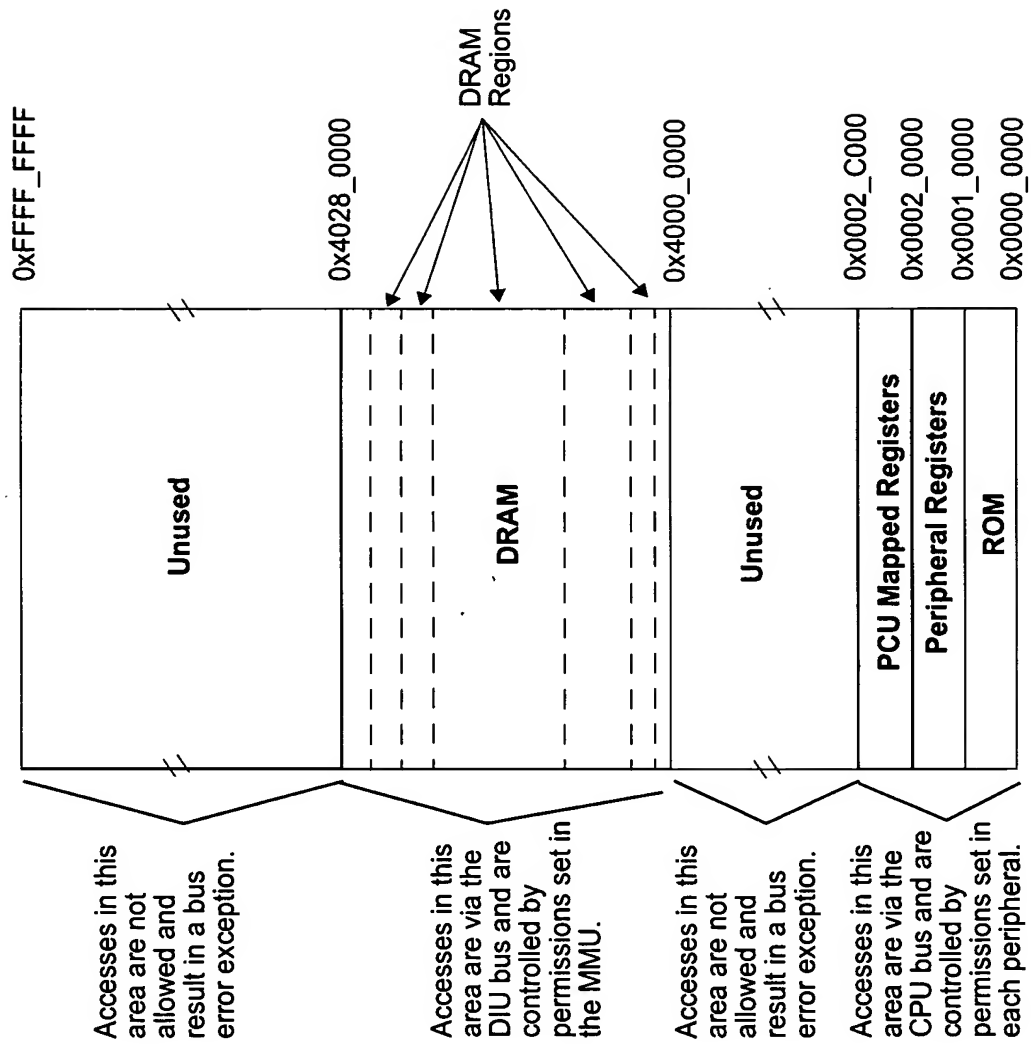 Accesses in this
area are not
allowed and
result in a bus
error exception.
Unused
0xFFFF_FFFF
Accesses in this
area are via the
DIU bus and are
controlled by
permissions set in
the MMU.
DRAM
0x4028_0000
DRAM
Regions
Accesses in this
area are not
allowed and
result in a bus
error exception.
Unused
0x4000_0000
Accesses in this
area are via the
CPU bus and are
controlled by
permissions set in
each peripheral.
PCU Mapped Registers
0x0002_C000
Peripheral Registers
0x0002_0000
ROM
0x0001_0000
0x0000_0000